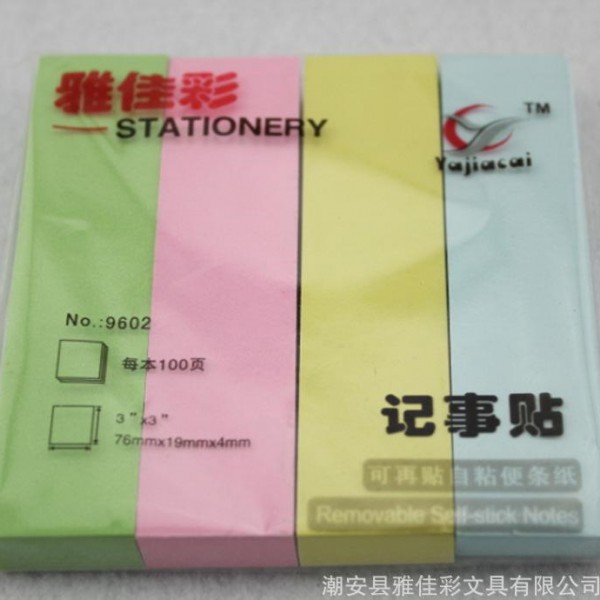 雅佳彩
STATIONERY
TM
Yajiacai
No.:9602
每本100页
3"x3"
76mmx19mmx4mm
记事贴
可再贴自粘便条纸
Removable Self-stick Notes
潮安县雅佳彩文具有限公司